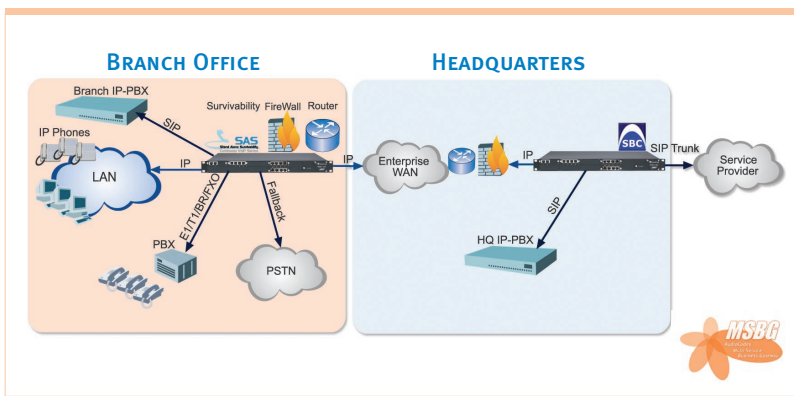 BRANCH OFFICE
HEADQUARTERS
Branch IP-PBX
Survivability
FireWall
Router
IP Phones
SIP
SAS
SBC
SIP Trunk
IP
IP
IP
LAN
Enterprise
WAN
Service
Provider
E1/T1/BR/FXO
Fallback
SIP
PBX
PSTN
HQ IP-PBX
MSBG